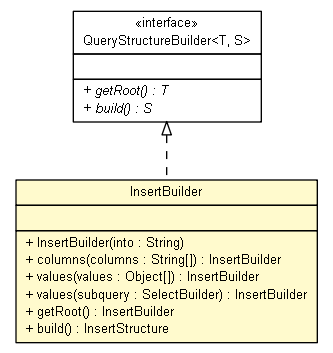 «interface»
QueryStructureBuilder<T, S>
+ getRoot() : T
+ build() : S
InsertBuilder
+ InsertBuilder(into : String)
+ columns(columns : String[]) : InsertBuilder
+ values(values : Object[]) : InsertBuilder
+ values(subquery : SelectBuilder) : InsertBuilder
+ getRoot() : InsertBuilder
+ build() : InsertStructure